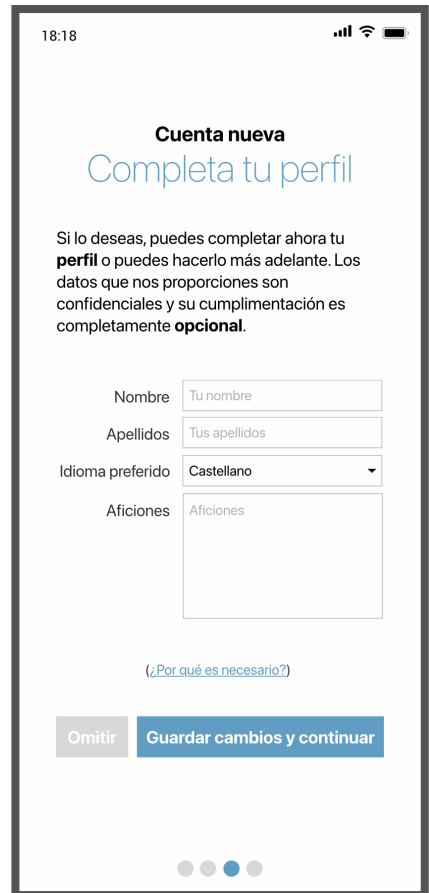 18:18
Cuenta nueva
Completa tu perfil
Si lo deseas, puedes completar ahora tu
perfil o puedes hacerlo más adelante. Los
datos que nos proporciones son
confidenciales y su cumplimentación es
completamente opcional.
Nombre Tu nombre
Apellidos Tus apellidos
Idioma preferido Castellano
Aficiones Aficiones
(¿Por qué es necesario?)
Omitir Guardar cambios y continuar